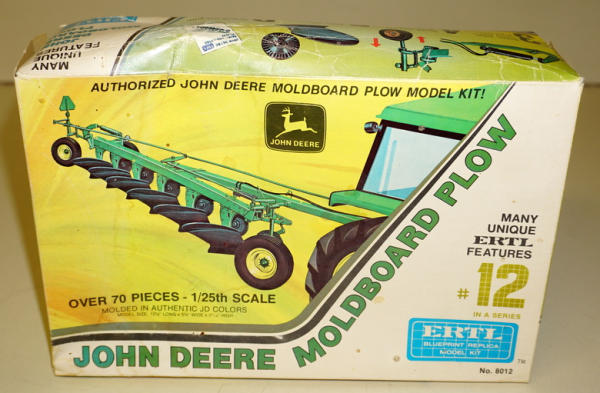 MANY
UNIQUE
FEATURES
AUTHORIZED JOHN DEERE MOLDBOARD PLOW MODEL KIT!
JOHN DEERE
OVER 70 PIECES - 1/25th SCALE
MOLDED IN AUTHENTIC JD COLORS
JOHN DEERE MOLDBOARD PLOW
MANY
UNIQUE
ERTL
FEATURES
#12
IN A SERIES
ERTL
BLUEPRINT REPLICA
MODEL KIT
TM
No. 8012